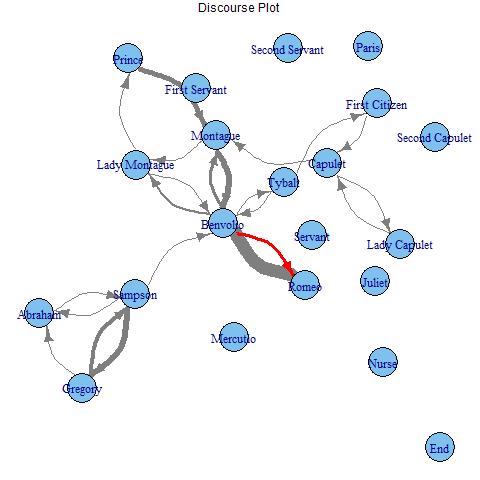 Discourse Plot
Second Servant
Paris
Prince
First Servant
First Citizen
Montague
Second Capulet
Lady Montague
Capulet
Tybalt
Benvolio
Servant
Lady Capulet
Sampson
Romeo
Juliet
Abraham
Mercutio
Nurse
Gregory
End